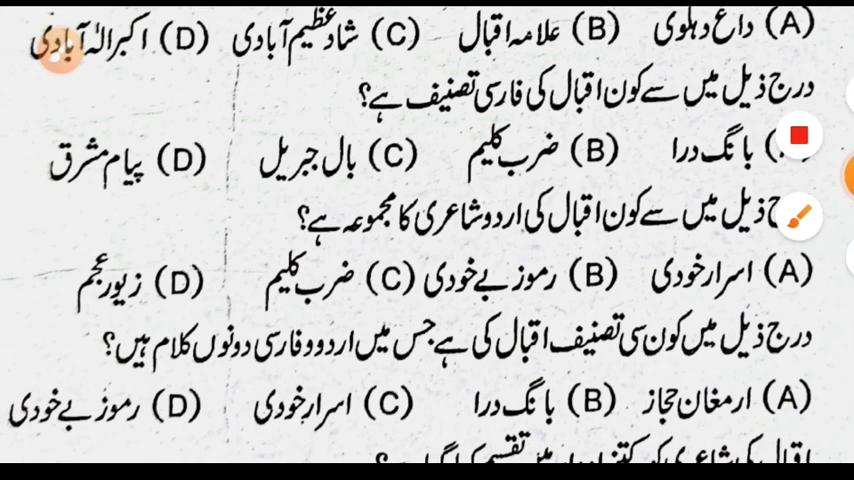 (A) داغ دہلوی (B) علامہ اقبال (C) شاد عظیم آبادی (D) اکبر الہٰ آبادی
درج ذیل میں سے کون اقبال کی فارسی تصنیف ہے؟
بانگ درا (B) ضرب کلیم (C) بال جبریل (D) پیام مشرق
ذیل میں سے کون اقبال کی اردو شاعری کا مجموعہ ہے؟
(A) اسرار خودی (B) رموز بے خودی (C) ضرب کلیم (D) زیور عجم
درج ذیل میں کون سی تصنیف اقبال کی ہے جس میں اردو و فارسی دونوں کلام ہیں؟
(A) ارمغان حجاز (B) بانگ درا (C) اسرار خودی (D) رموز بے خودی